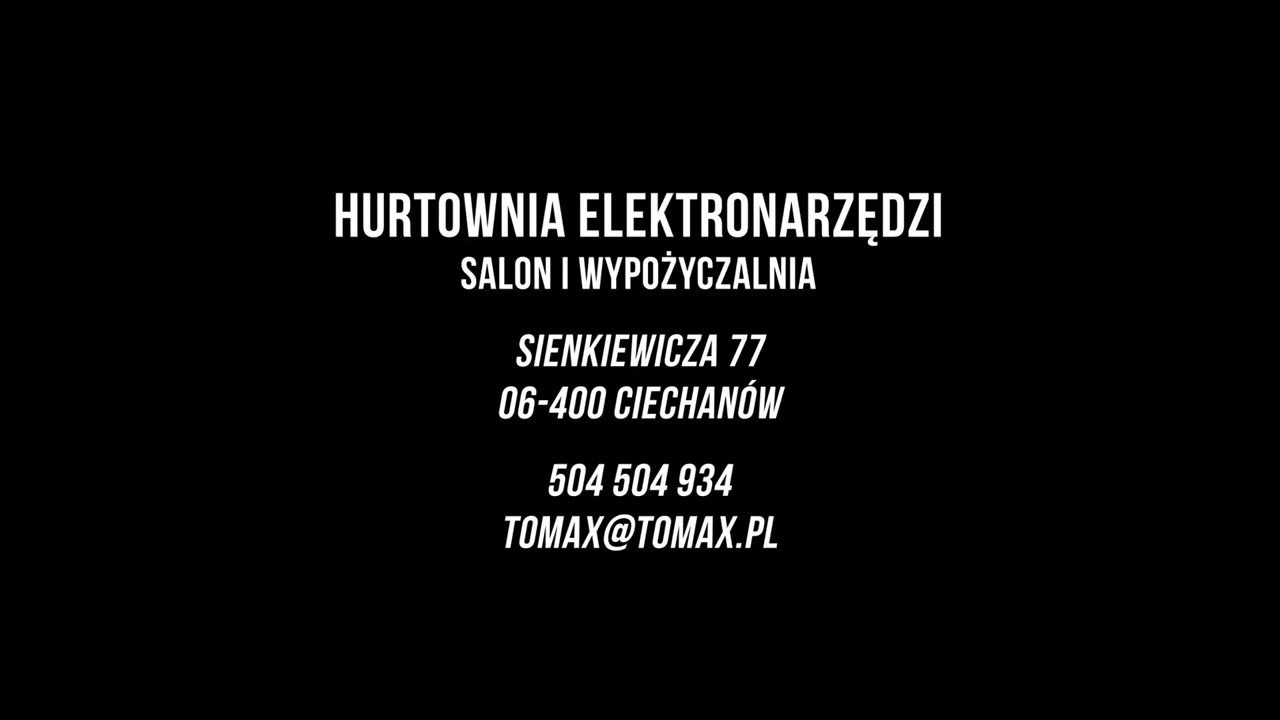 HURTOWNIA ELEKTRONARZĘDZI
SALON I WYPOŻYCZALNIA
SIENKIEWICZA 77
06-400 CIECHANÓW
504 504 934
TOMAX@TOMAX.PL